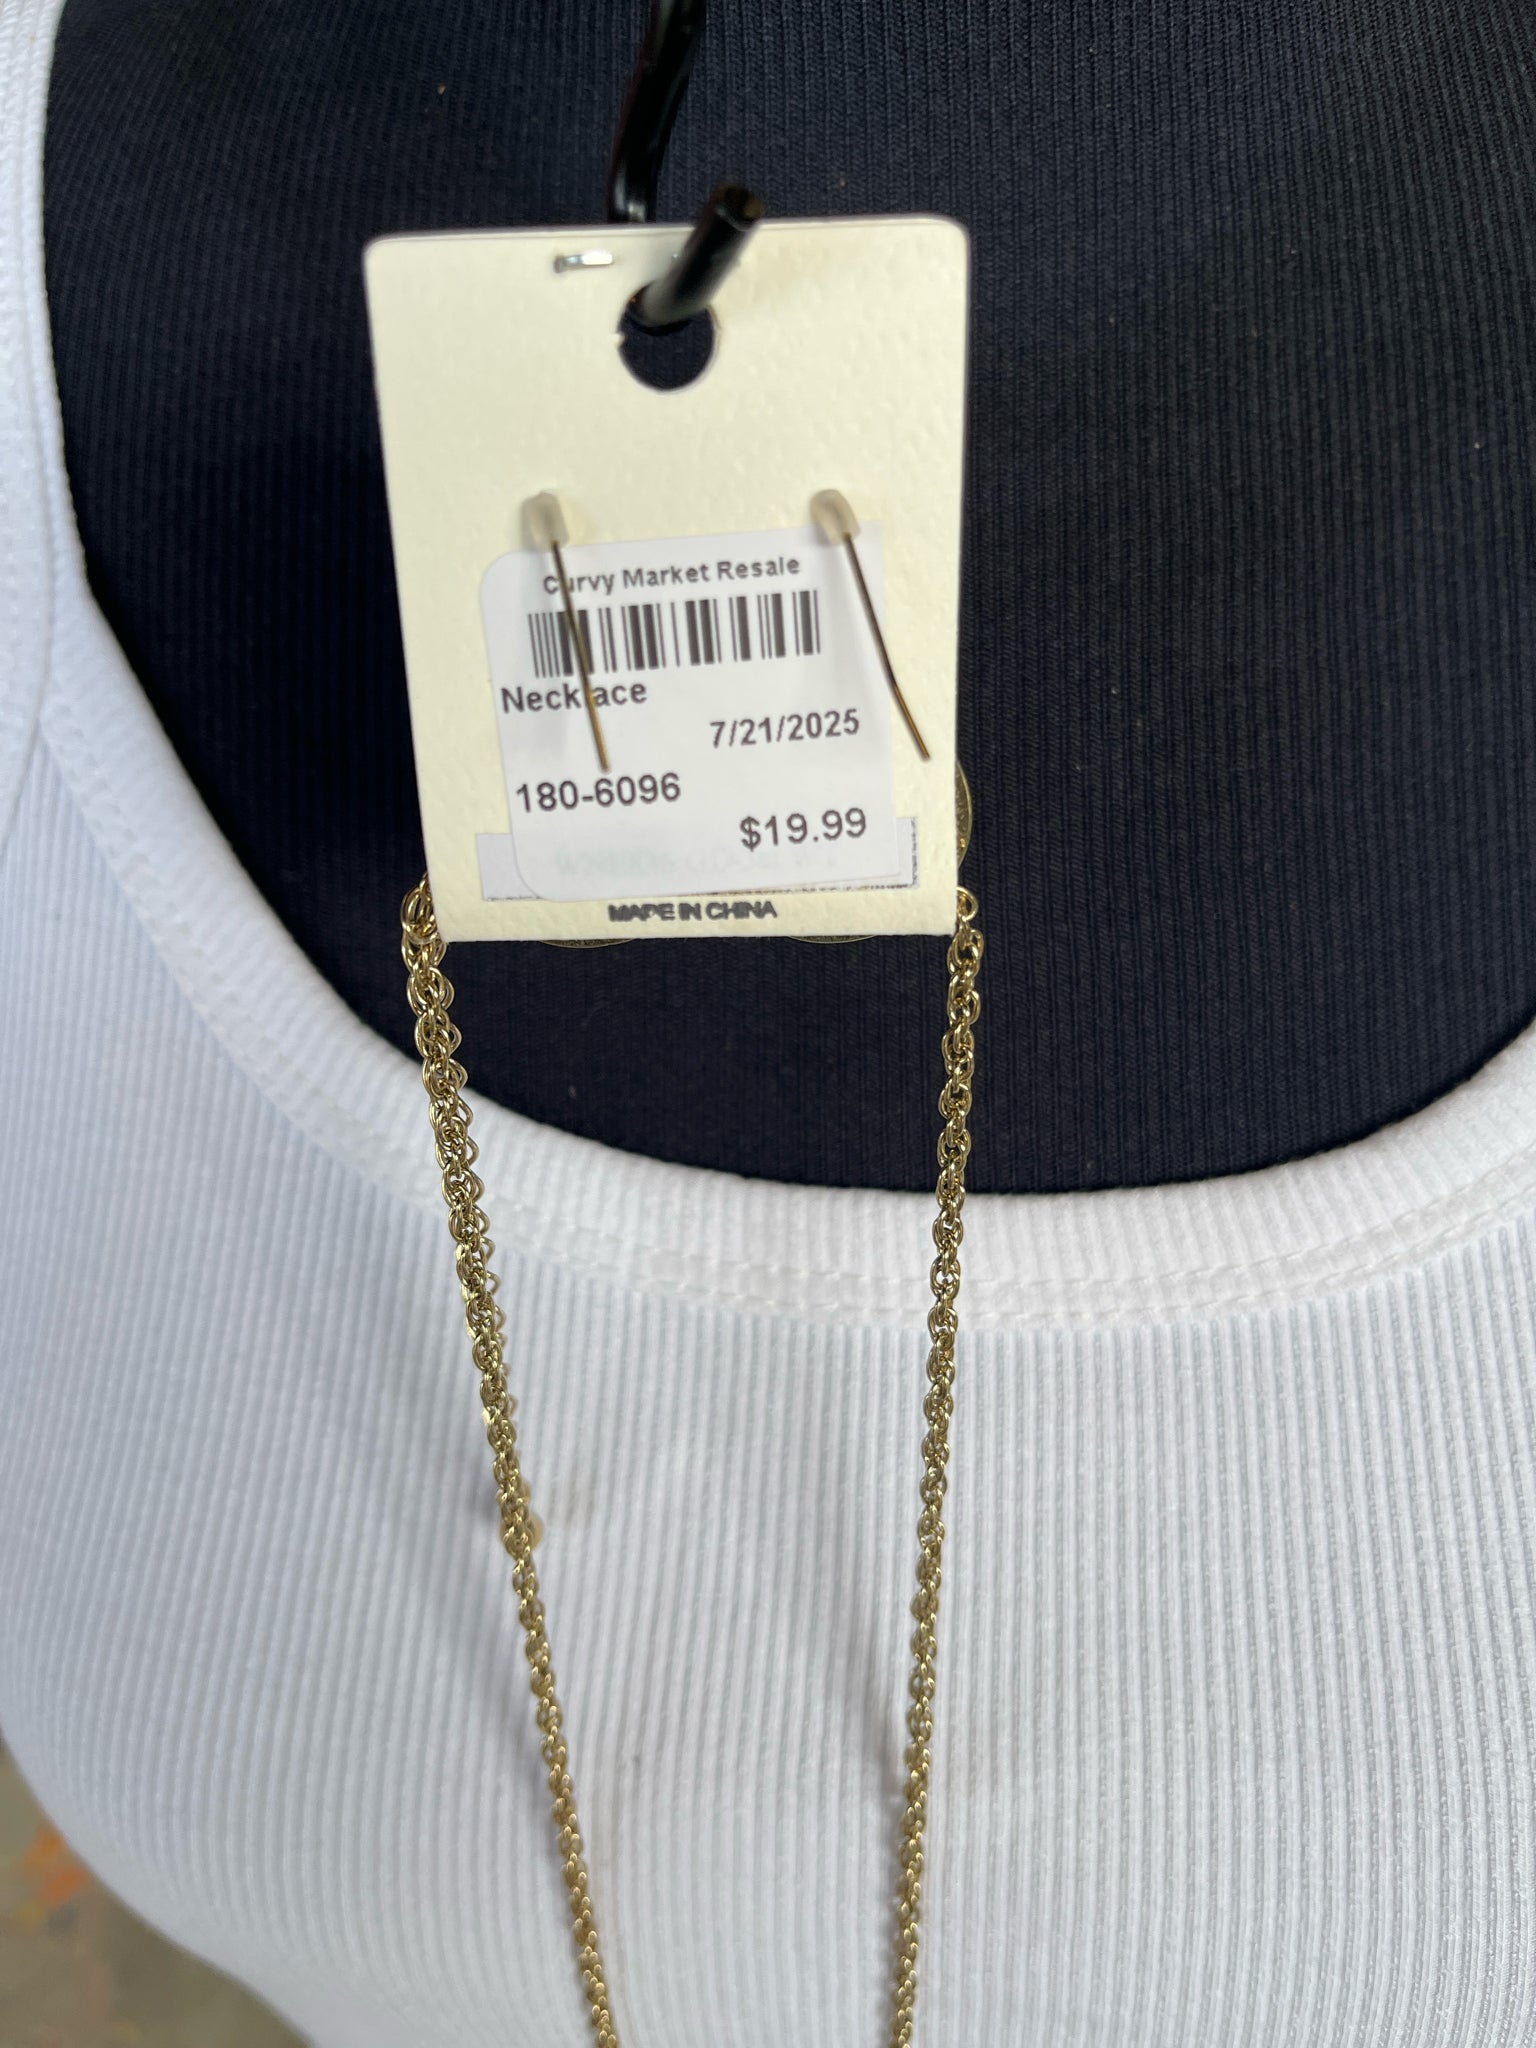 Curvy Market Resale
Necklace
7/21/2025
180-6096
$19.99
MADE IN CHINA